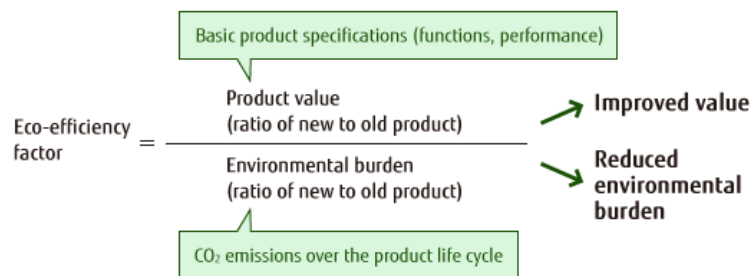 Basic product specifications (functions, performance)
Product value
(ratio of new to old product)
Improved value
Eco-efficiency
factor
=
Environmental burden
(ratio of new to old product)
Reduced
environmental
burden
CO₂ emissions over the product life cycle